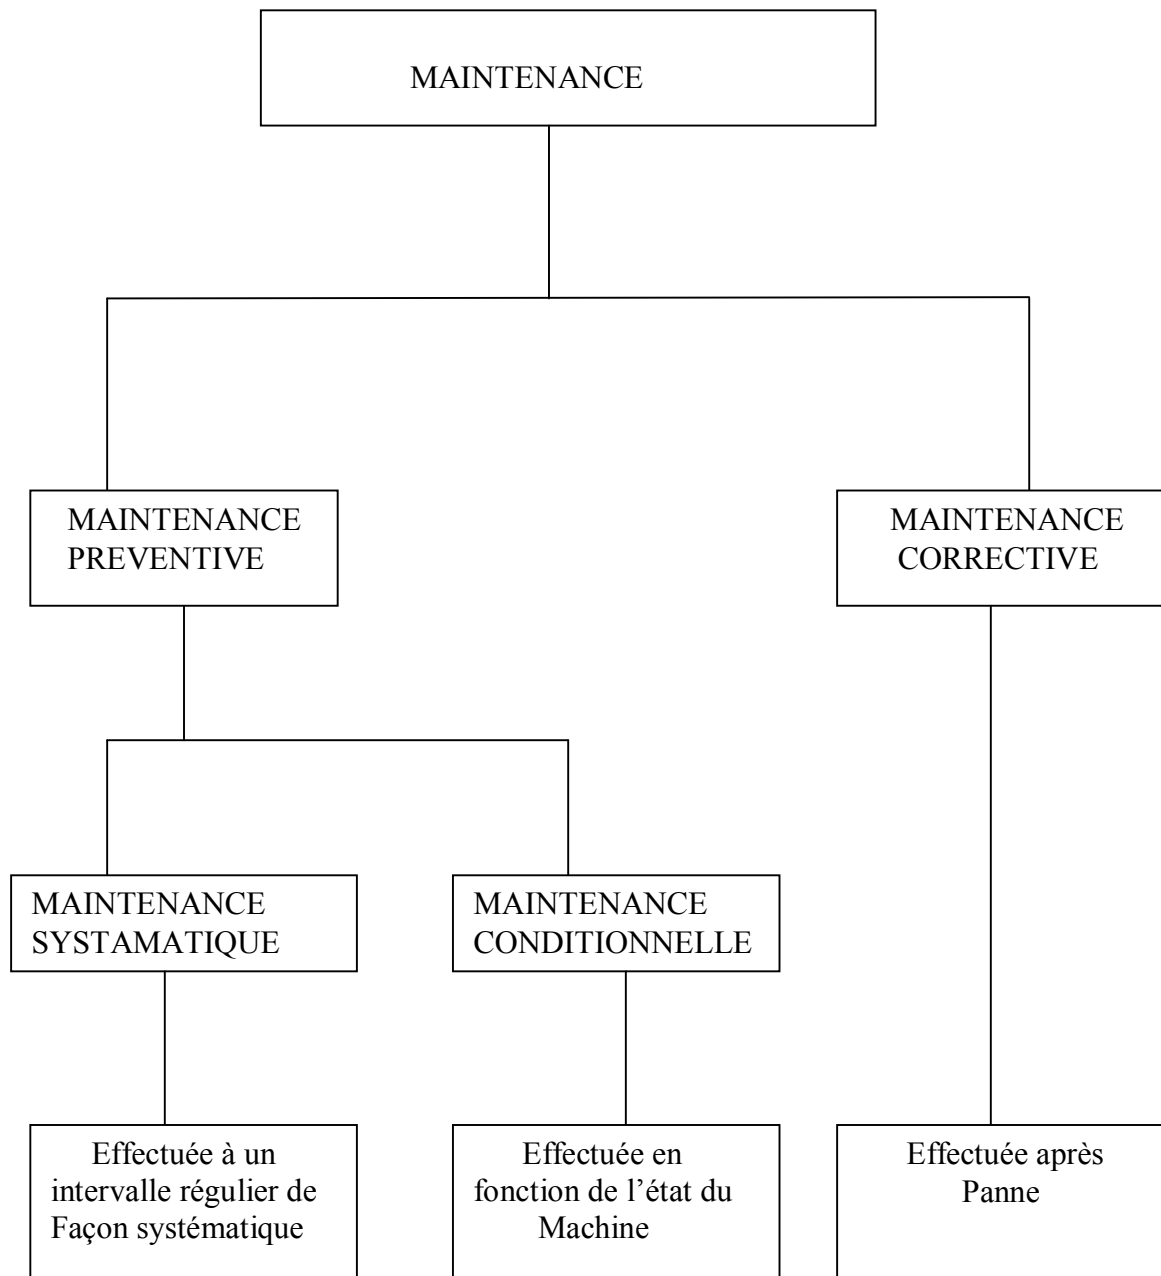 MAINTENANCE
MAINTENANCE
PREVENTIVE
MAINTENANCE
CORRECTIVE
MAINTENANCE
SYSTAMATIQUE
MAINTENANCE
CONDITIONNELLE
Effectuée à un
intervalle régulier de
Façon systématique
Effectuée en
fonction de l’état du
Machine
Effectuée après
Panne